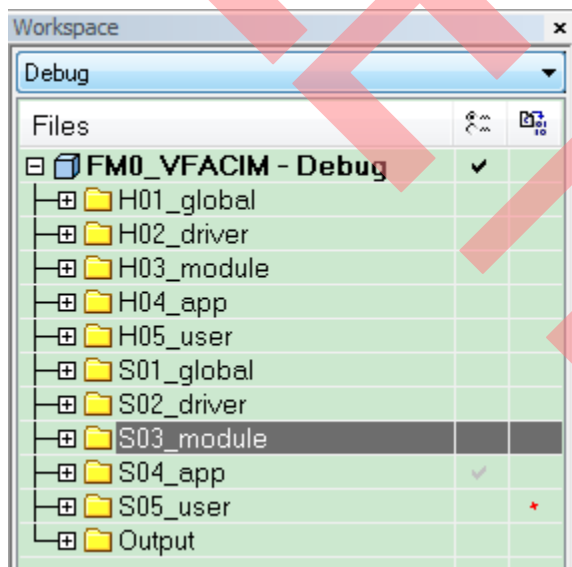 Workspace x
Debug
Files
FM0_VFACIM - Debug
H01_global
H02_driver
H03_module
H04_app
H05_user
S01_global
S02_driver
S03_module
S04_app
S05_user
Output